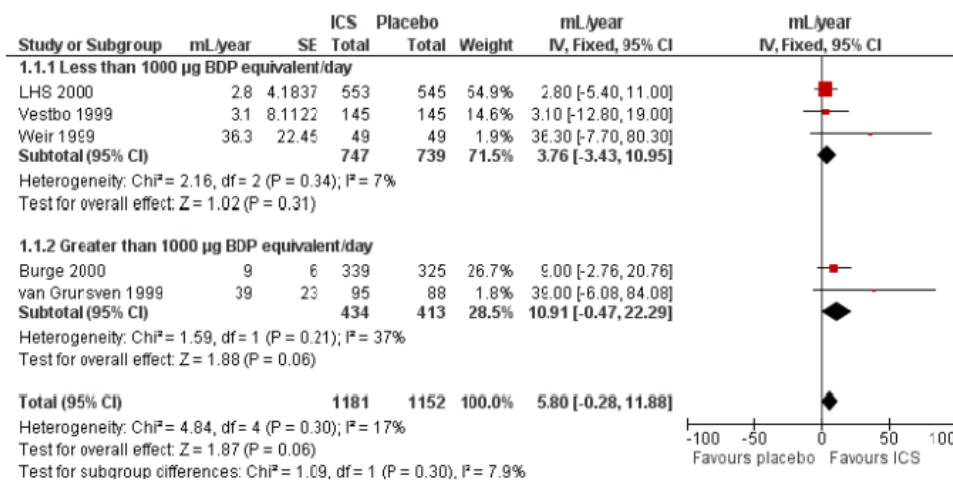 ICS Placebo mL/year mL/year
Study or Subgroup mL/year SE Total Total Weight IV, Fixed, 95% CI IV, Fixed, 95% CI
1.1.1 Less than 1000 µg BDP equivalent/day
LHS 2000 2.8 4.1837 553 545 54.9% 2.80 [-5.40, 11.00]
Vestbo 1999 3.1 8.1122 145 145 14.6% 3.10 [-12.80, 19.00]
Weir 1999 36.3 22.45 49 49 1.9% 36.30 [-7.70, 80.30]
Subtotal (95% CI) 747 739 71.5% 3.76 [-3.43, 10.95]
Heterogeneity: Chi² = 2.16, df = 2 (P = 0.34); I² = 7%
Test for overall effect: Z = 1.02 (P = 0.31)
1.1.2 Greater than 1000 µg BDP equivalent/day
Burge 2000 9 6 339 325 26.7% 9.00 [-2.76, 20.76]
van Grunsven 1999 39 23 95 88 1.8% 39.00 [-6.08, 84.08]
Subtotal (95% CI) 434 413 28.5% 10.91 [-0.47, 22.29]
Heterogeneity: Chi² = 1.59, df = 1 (P = 0.21); I² = 37%
Test for overall effect: Z = 1.88 (P = 0.06)
Total (95% CI) 1181 1152 100.0% 5.80 [-0.28, 11.88]
Heterogeneity: Chi² = 4.84, df = 4 (P = 0.30); I² = 17%
Test for overall effect: Z = 1.87 (P = 0.06)
Test for subgroup differences: Chi² = 1.09, df = 1 (P = 0.30), I² = 7.9%
-100 -50 0 50 100
Favours placebo Favours ICS